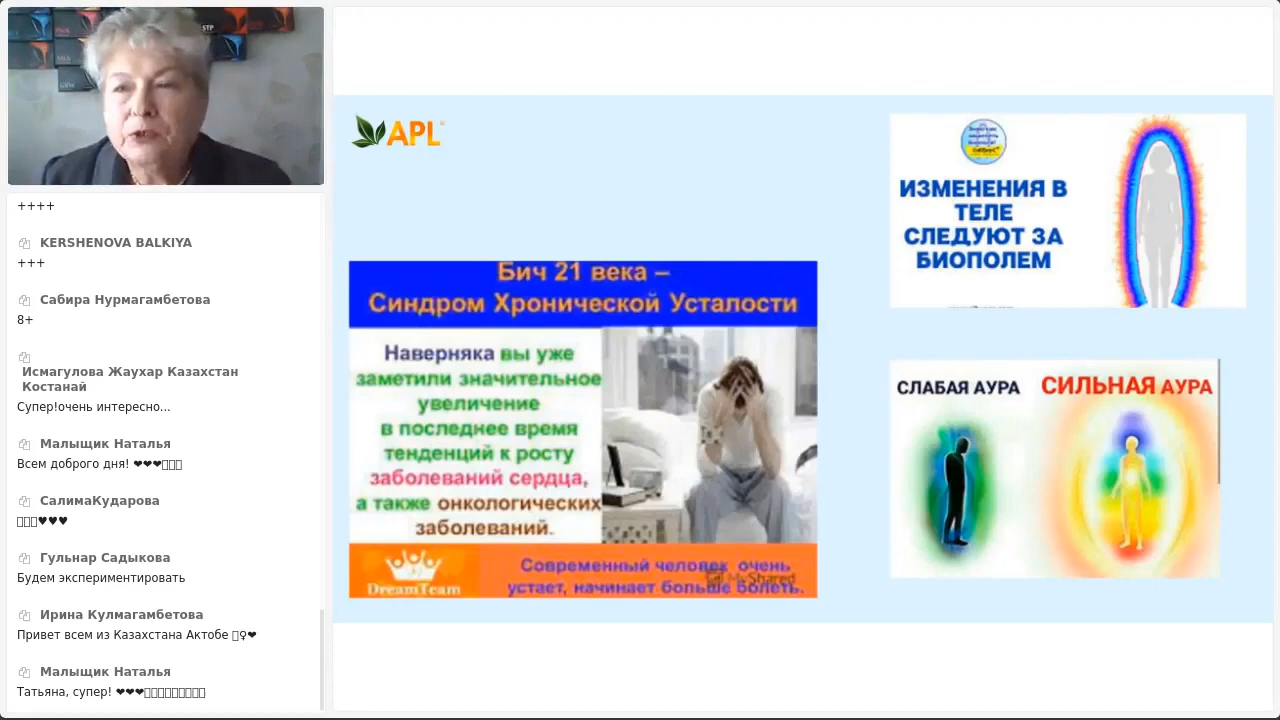 STP
++++
KERSHENOVA BALKIYA
+++
Сабира Нурмагамбетова
8+
Исмагулова Жаухар Казахстан
Костанай
Супер!очень интересно...
Малыщик Наталья
Всем доброго дня! ❤❤❤
СалимаКударова
♥♥♥
Гульнар Садыкова
Будем экспериментировать
Ирина Кулмагамбетова
Привет всем из Казахстана Актобе ♀❤
Малыщик Наталья
Татьяна, супер! ❤❤❤
APL
Бич 21 века –
Синдром Хронической Усталости
Наверняка вы уже
заметили значительное
увеличение
в последнее время
тенденций к росту
заболеваний сердца,
а также онкологических
заболеваний.
DreamTeam
Современный человек очень
устает, начинает больше болеть.
MyShared
ИЗМЕНЕНИЯ В
ТЕЛЕ
СЛЕДУЮТ ЗА
БИОПОЛЕМ
СЛАБАЯ АУРА
СИЛЬНАЯ АУРА